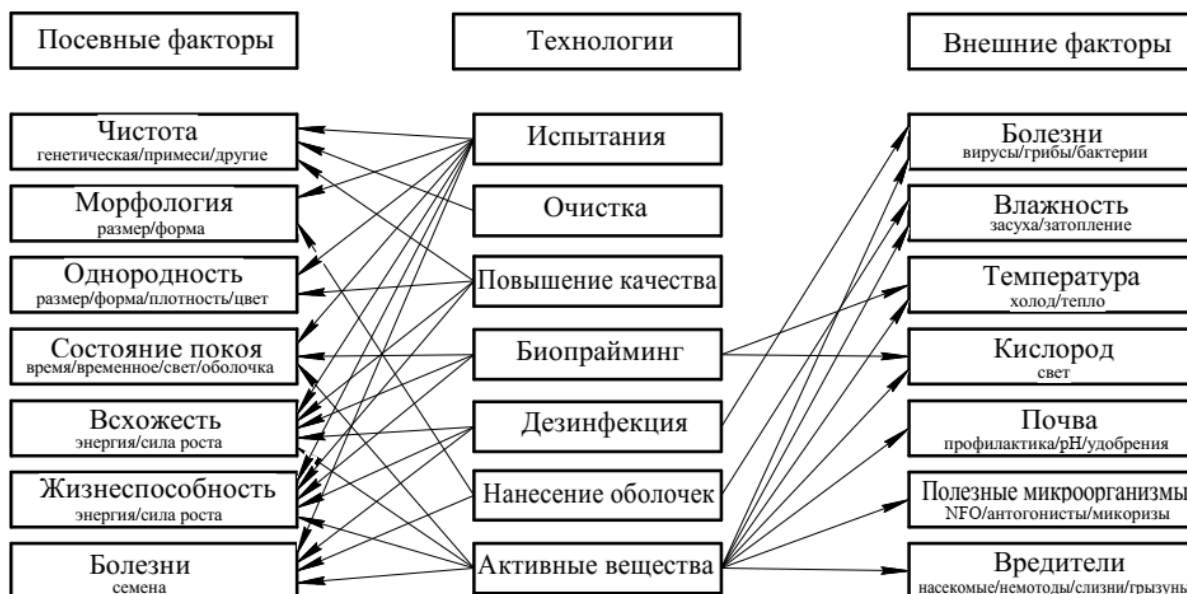 Посевные факторы
Технологии
Внешние факторы
Чистота
генетическая/примеси/другие
Испытания
Болезни
вирусы/грибы/бактерии
Морфология
размер/форма
Очистка
Влажность
засуха/затопление
Однородность
размер/форма/плотность/цвет
Повышение качества
Температура
холод/тепло
Состояние покоя
время/временное/свет/оболочка
Биопрайминг
Кислород
свет
Всхожесть
энергия/сила роста
Дезинфекция
Почва
профилактика/pH/удобрения
Жизнеспособность
энергия/сила роста
Нанесение оболочек
Полезные микроорганизмы
NFO/антогонисты/микоризы
Болезни
семена
Активные вещества
Вредители
насекомые/немотоды/слизни/грызуны